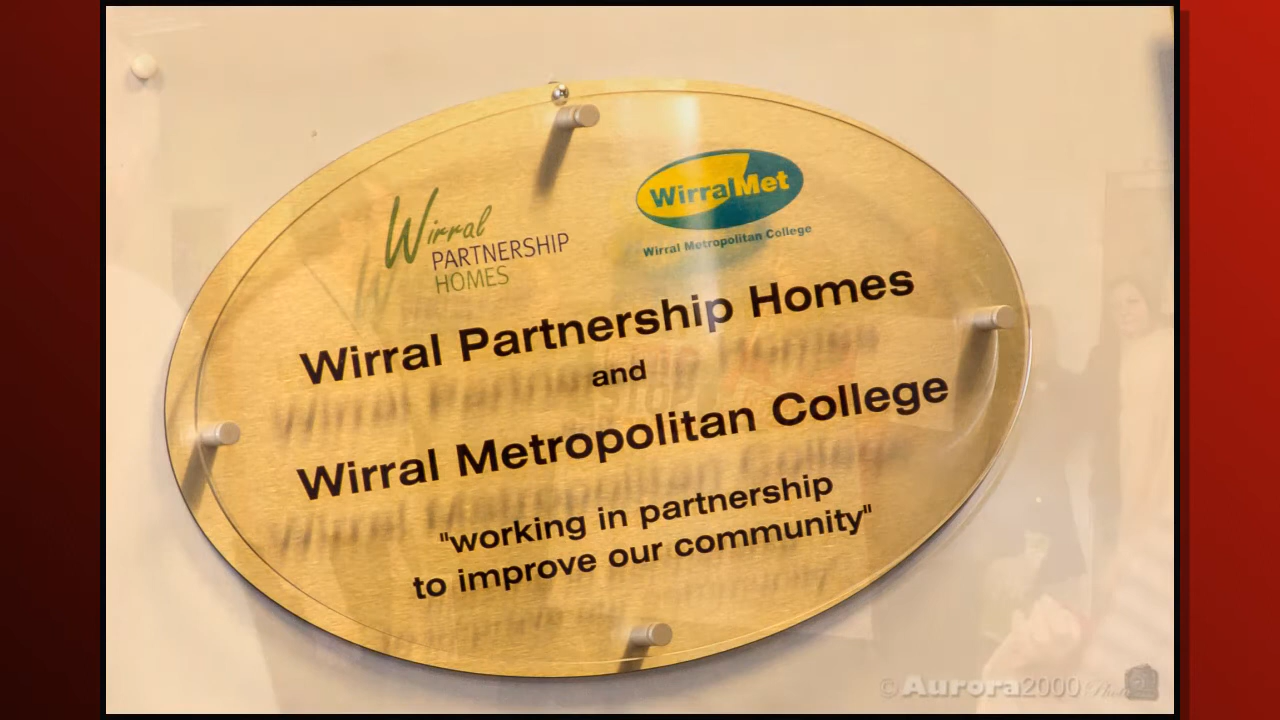 Wirral
PARTNERSHIP
HOMES
WirralMet
Wirral Metropolitan College
Wirral Partnership Homes
and
Wirral Metropolitan College
"working in partnership
to improve our community"
© Aurora2000 Photo